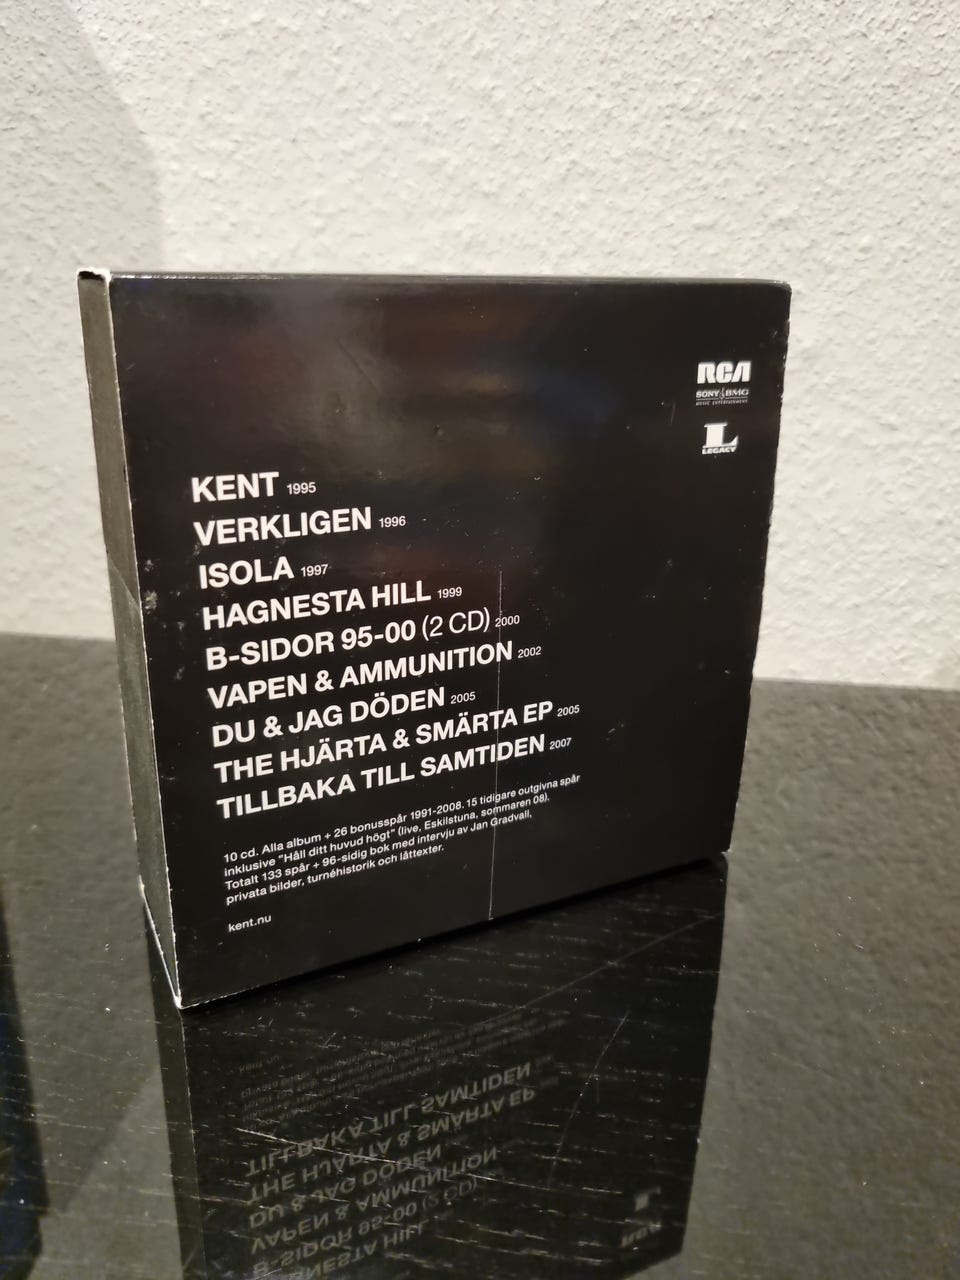 RCA
SONY BMG
MUSIC ENTERTAINMENT
L
LEGACY
KENT 1995
VERKLIGEN 1996
ISOLA 1997
HAGNESTA HILL 1999
B-SIDOR 95-00 (2 CD) 2000
VAPEN & AMMUNITION 2002
DU & JAG DÖDEN 2005
THE HJÄRTA & SMÄRTA EP 2005
TILLBAKA TILL SAMTIDEN 2007
10 cd. Alla album + 26 bonusspår 1991-2008. 15 tidigare outgivna spår
inklusive "Håll ditt huvud högt" (live, Eskilstuna, sommaren 08).
Totalt 133 spår + 96-sidig bok med intervju av Jan Gradvall,
privata bilder, turnéhistorik och låttexter.
kent.nu